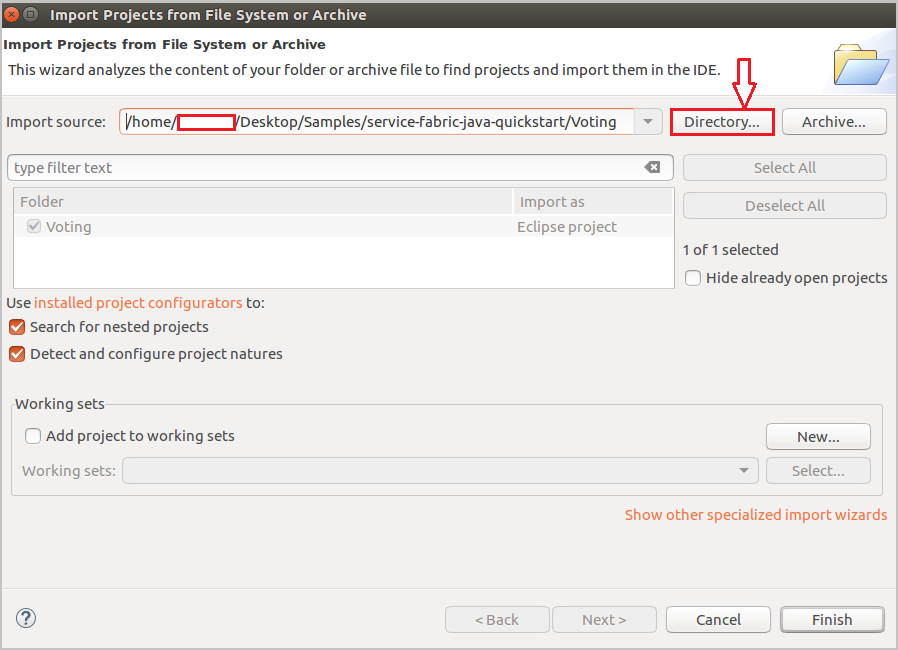 Import Projects from File System or Archive
Import Projects from File System or Archive
This wizard analyzes the content of your folder or archive file to find projects and import them in the IDE.
Import source: /home/ /Desktop/Samples/service-fabric-java-quickstart/Voting Directory... Archive...
type filter text Select All
Folder Import as Deselect All
Voting Eclipse project
1 of 1 selected
Hide already open projects
Use installed project configurators to:
Search for nested projects
Detect and configure project natures
Working sets
Add project to working sets New...
Working sets: Select...
Show other specialized import wizards
? < Back Next > Cancel Finish